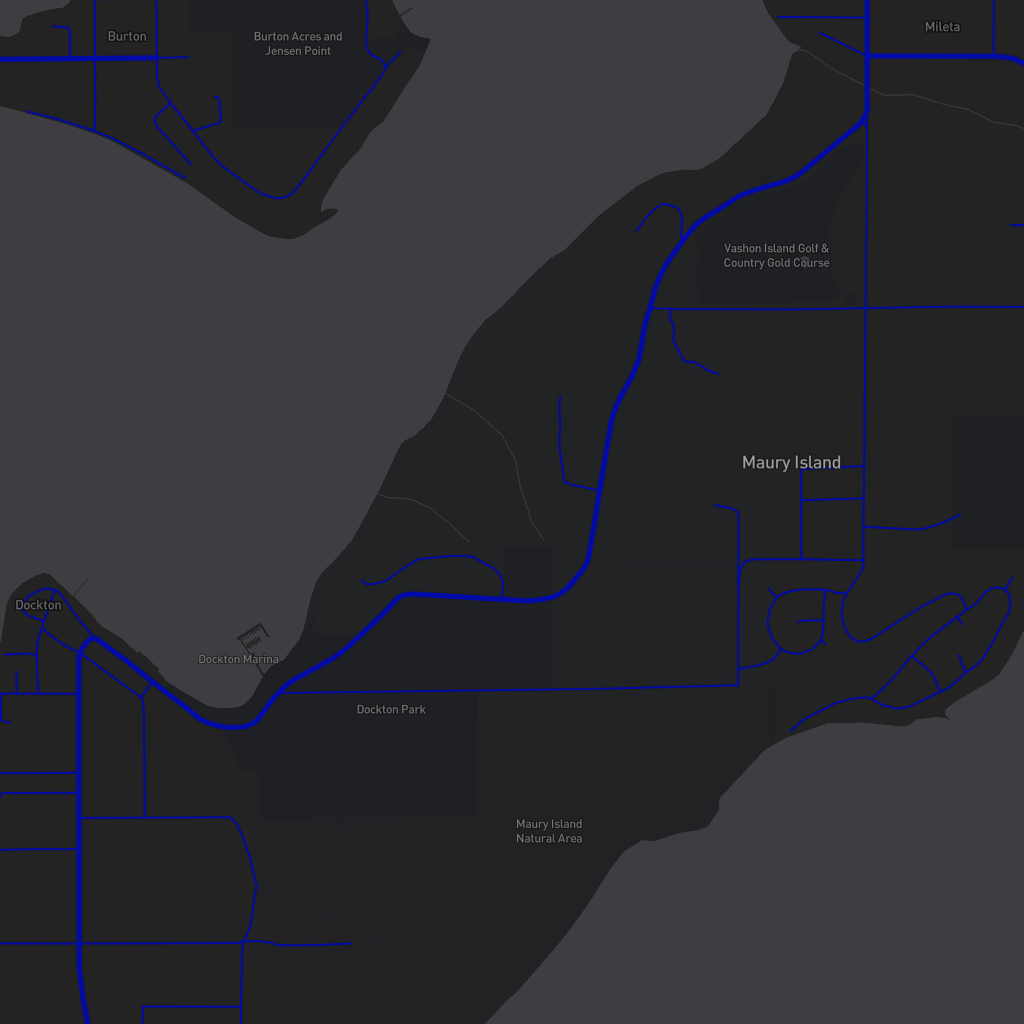 Burton
Burton Acres and
Jensen Point
Mileta
Vashon Island Golf &
Country Gold Course
Maury Island
Dockton
Dockton Marina
Dockton Park
Maury Island
Natural Area